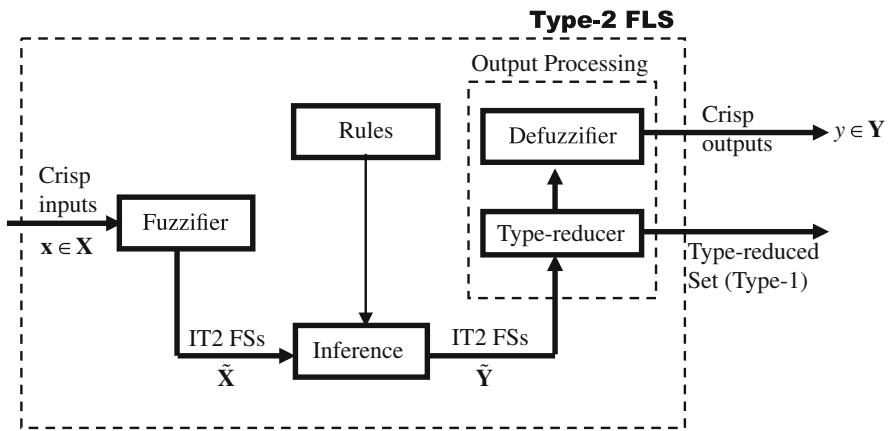 Type-2 FLS
Output Processing
Rules
Defuzzifier
Crisp
outputs
y ∈ Y
Crisp
inputs
x ∈ X
Fuzzifier
Type-reducer
Type-reduced
Set (Type-1)
IT2 FSs
X̃
Inference
IT2 FSs
Ỹ